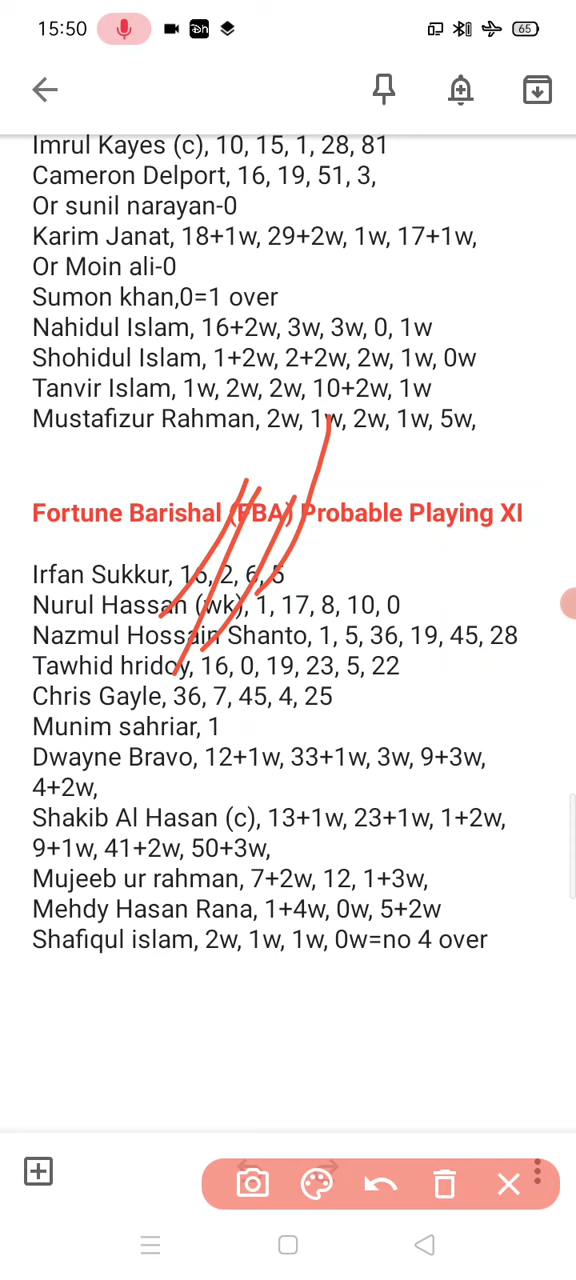 15:50
65
Imrul Kayes (c), 10, 15, 1, 28, 81
Cameron Delport, 16, 19, 51, 3,
Or sunil narayan-0
Karim Janat, 18+1w, 29+2w, 1w, 17+1w,
Or Moin ali-0
Sumon khan,0=1 over
Nahidul Islam, 16+2w, 3w, 3w, 0, 1w
Shohidul Islam, 1+2w, 2+2w, 2w, 1w, 0w
Tanvir Islam, 1w, 2w, 2w, 10+2w, 1w
Mustafizur Rahman, 2w, 1w, 2w, 1w, 5w,
Fortune Barishal (FBA) Probable Playing XI
Irfan Sukkur, 16, 2, 6, 5
Nurul Hassan (wk), 1, 17, 8, 10, 0
Nazmul Hossain Shanto, 1, 5, 36, 19, 45, 28
Tawhid hridoy, 16, 0, 19, 23, 5, 22
Chris Gayle, 36, 7, 45, 4, 25
Munim sahriar, 1
Dwayne Bravo, 12+1w, 33+1w, 3w, 9+3w,
4+2w,
Shakib Al Hasan (c), 13+1w, 23+1w, 1+2w,
9+1w, 41+2w, 50+3w,
Mujeeb ur rahman, 7+2w, 12, 1+3w,
Mehdy Hasan Rana, 1+4w, 0w, 5+2w
Shafiqul islam, 2w, 1w, 1w, 0w=no 4 over